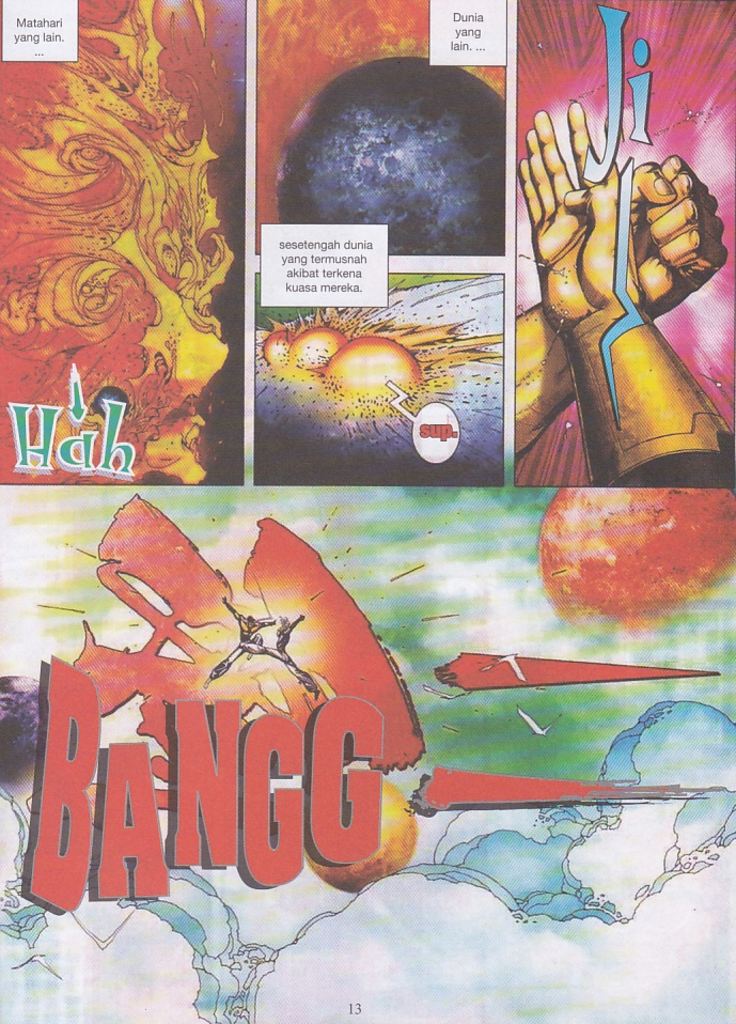 Matahari
yang lain.
...
Dunia
yang
lain. ...
Ji
sesetengah dunia
yang termusnah
akibat terkena
kuasa mereka.
Hah
sup.
BANGG
13